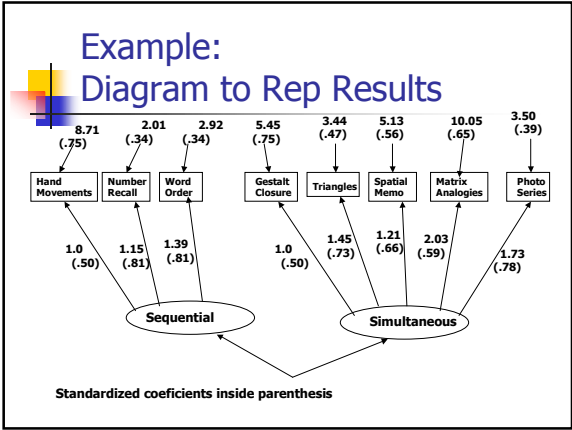 Example:
Diagram to Rep Results
8.71
(.75)
2.01
(.34)
2.92
(.34)
5.45
(.75)
3.44
(.47)
5.13
(.56)
10.05
(.65)
3.50
(.39)
Hand
Movements
Number
Recall
Word
Order
Gestalt
Closure
Triangles
Spatial
Memo
Matrix
Analogies
Photo
Series
1.0
(.50)
1.15
(.81)
1.39
(.81)
1.0
(.50)
1.45
(.73)
1.21
(.66)
2.03
(.59)
1.73
(.78)
Sequential
Simultaneous
Standardized coeficients inside parenthesis